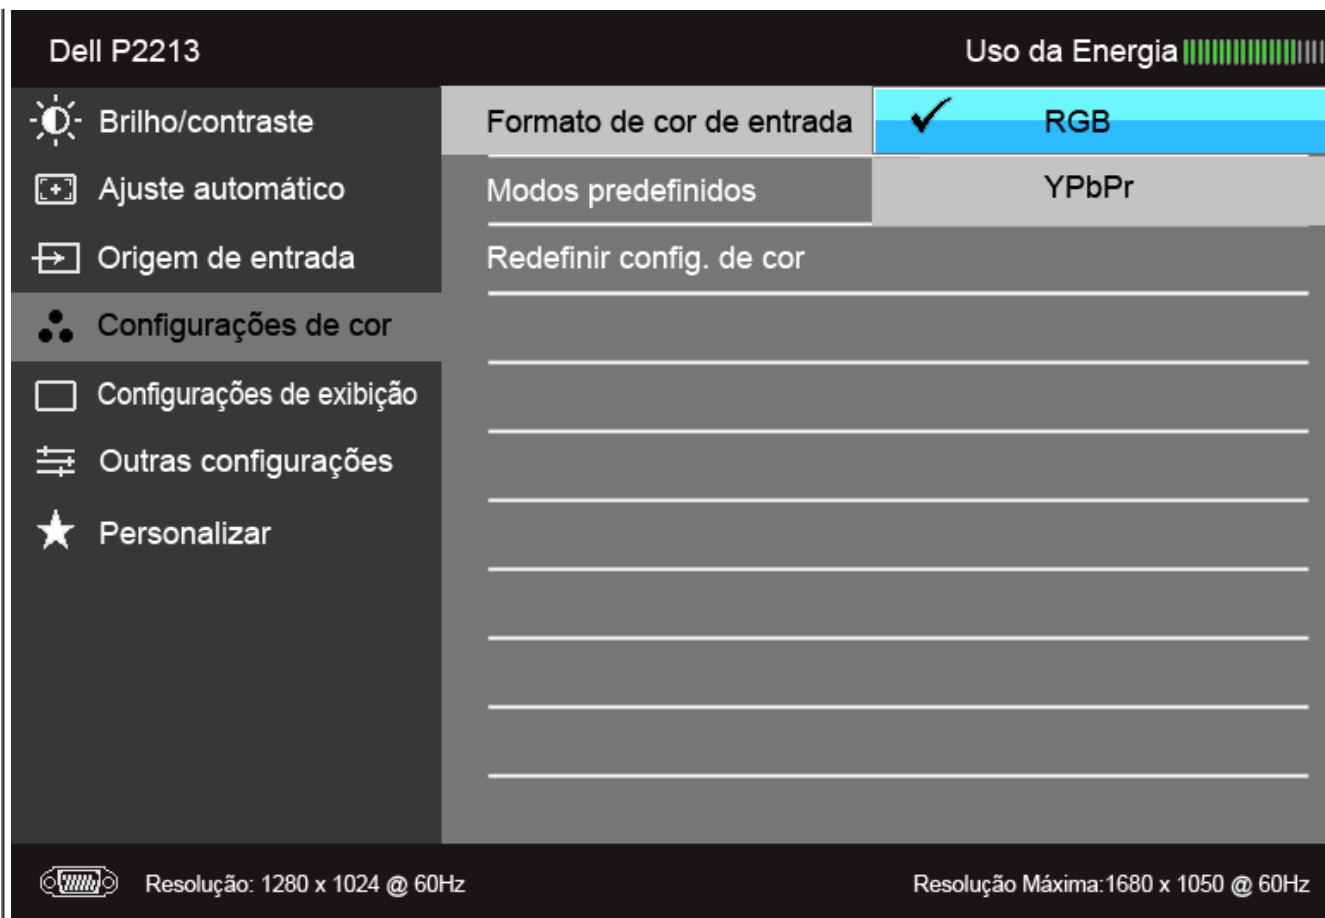 Dell P2213 Uso da Energia
Brilho/contraste Formato de cor de entrada RGB
Ajuste automático Modos predefinidos YPbPr
Origem de entrada Redefinir config. de cor
Configurações de cor
Configurações de exibição
Outras configurações
Personalizar
Resolução: 1280 x 1024 @ 60Hz Resolução Máxima:1680 x 1050 @ 60Hz